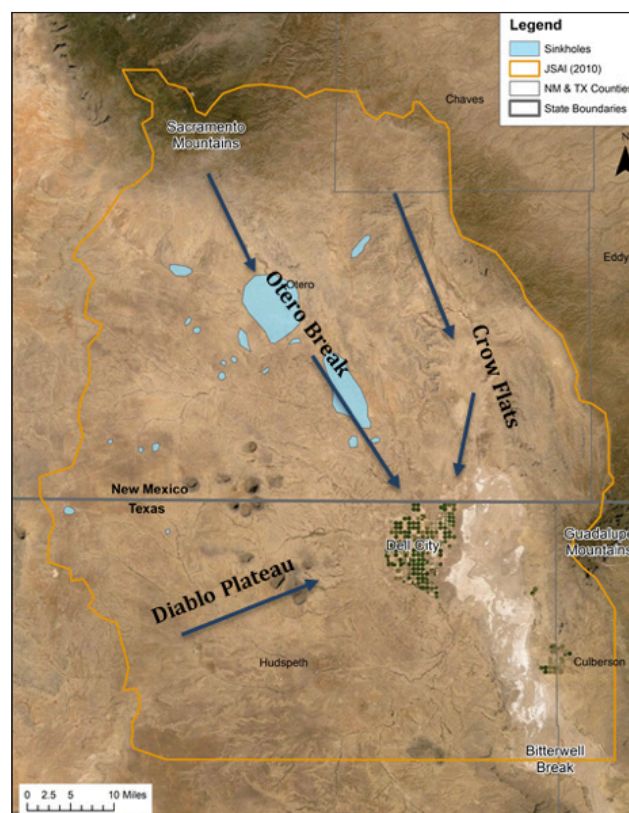 Legend
Sinkholes
JSAI (2010)
NM & TX Counties
State Boundaries
N
Chaves
Sacramento
Mountains
Eddy
Otero
Otero Break
Crow Flats
New Mexico
Texas
Guadalupe
Mountains
Dell City
Diablo Plateau
Hudspeth
Culberson
Bitterwell
Break
0 2.5 5 10 Miles